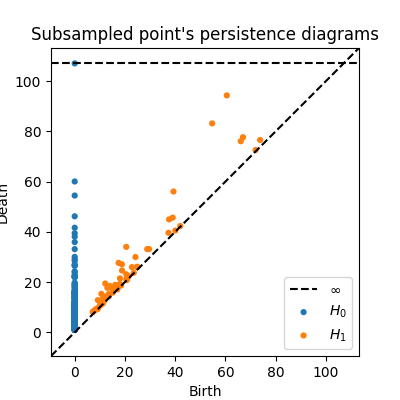 Subsampled point's persistence diagrams
100
80
60
40
20
0
Death
0 20 40 60 80 100
Birth
∞
H₀
H₁